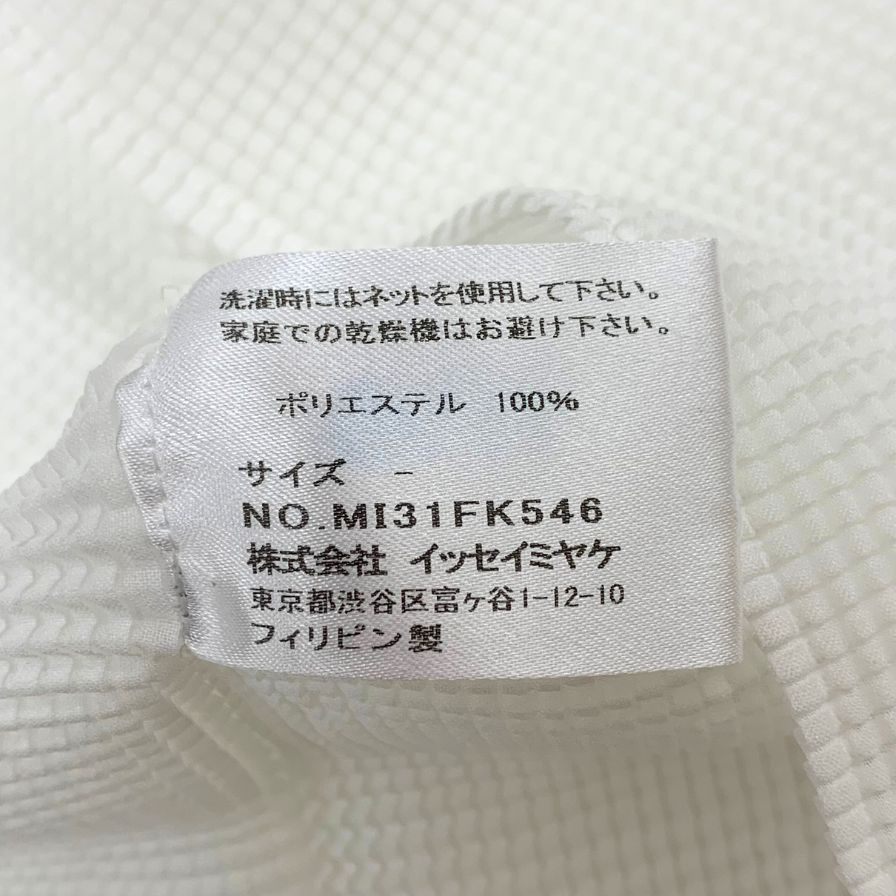 洗濯時にはネットを使用して下さい。
家庭での乾燥機はお避け下さい。
ポリエステル 100%
サイズ -
NO.MI31FK546
株式会社 イッセイミヤケ
東京都渋谷区富ヶ谷1-12-10
フィリピン製